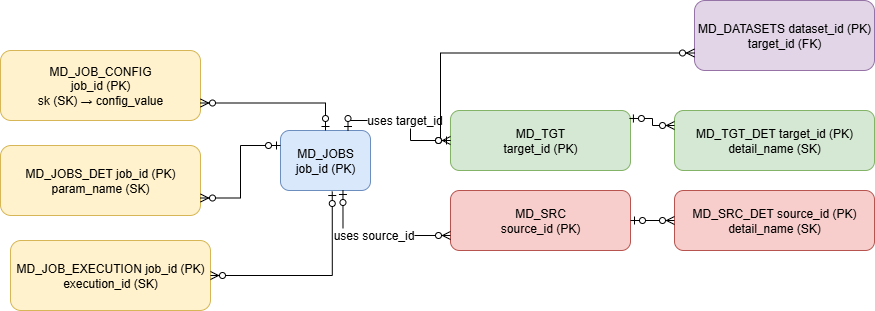 MD_DATASETS dataset_id (PK)
target_id (FK)
MD_JOB_CONFIG
job_id (PK)
sk (SK) → config_value
uses target_id
MD_TGT
target_id (PK)
MD_TGT_DET target_id (PK)
detail_name (SK)
MD_JOBS
job_id (PK)
MD_JOBS_DET job_id (PK)
param_name (SK)
MD_SRC
source_id (PK)
MD_SRC_DET source_id (PK)
detail_name (SK)
uses source_id
MD_JOB_EXECUTION job_id (PK)
execution_id (SK)